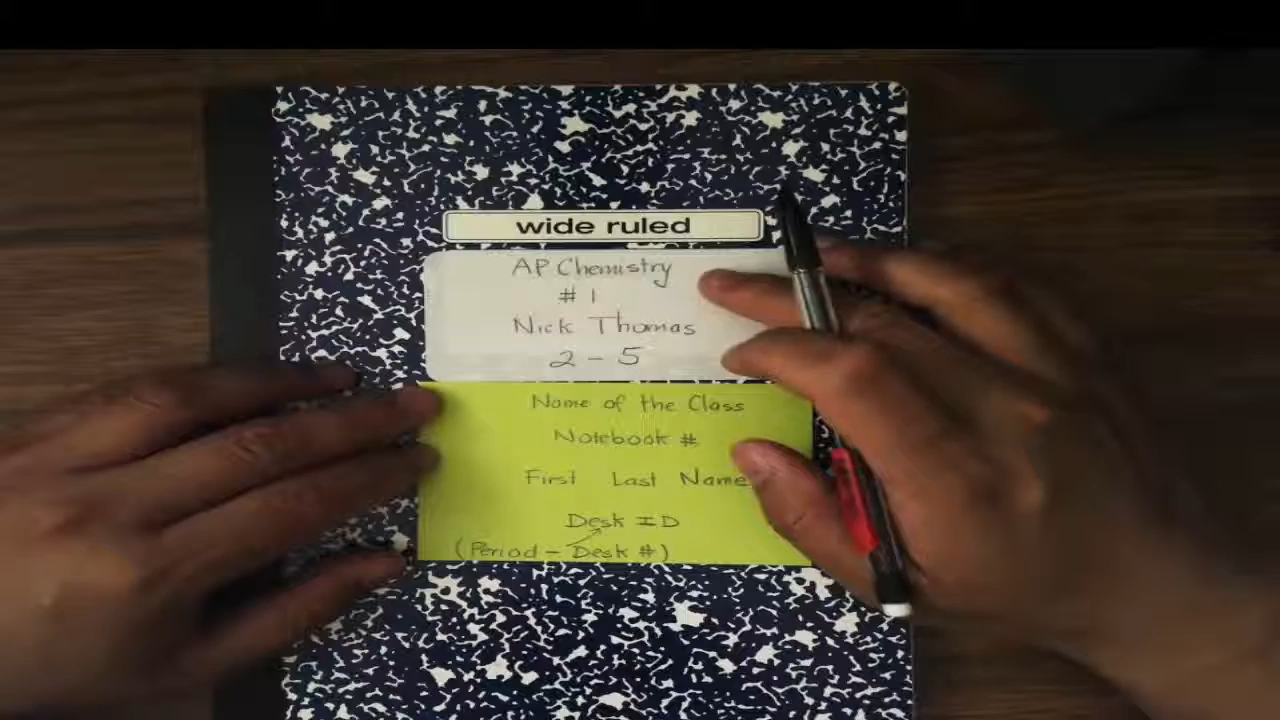 wide ruled
AP Chemistry
# 1
Nick Thomas
2 - 5
Name of the Class
Notebook #
First Last Name
Desk ID
(Period - Desk #)